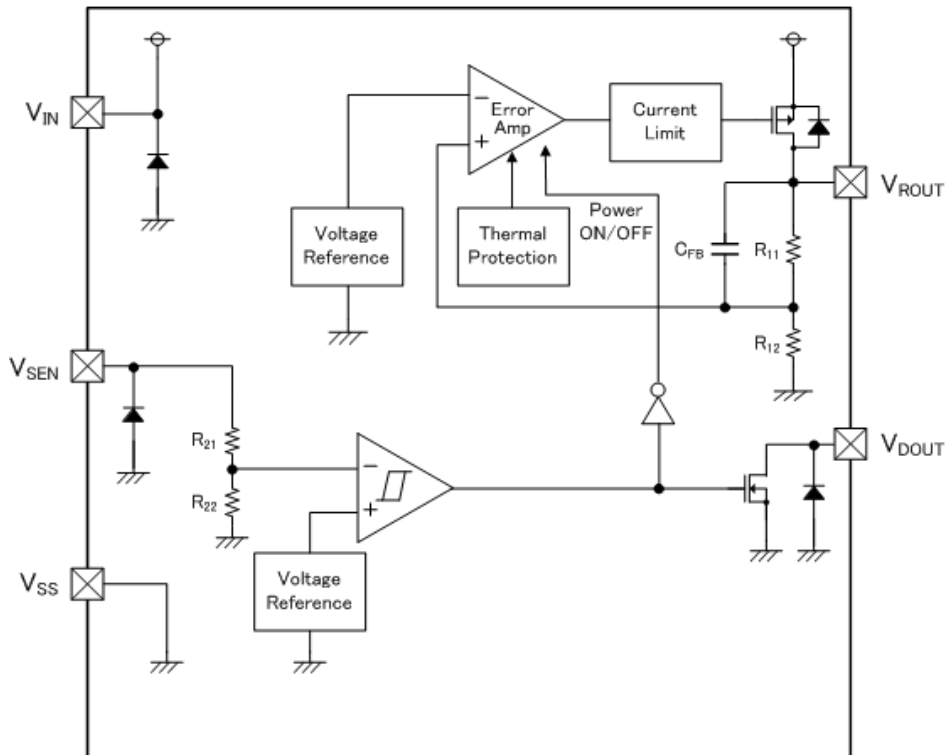 VIN
−
Error
Amp
+
Current
Limit
VROUT
Voltage
Reference
Thermal
Protection
Power
ON/OFF
CFB
R11
R12
VSEN
R21
R22
−
+
VDOUT
Voltage
Reference
VSS